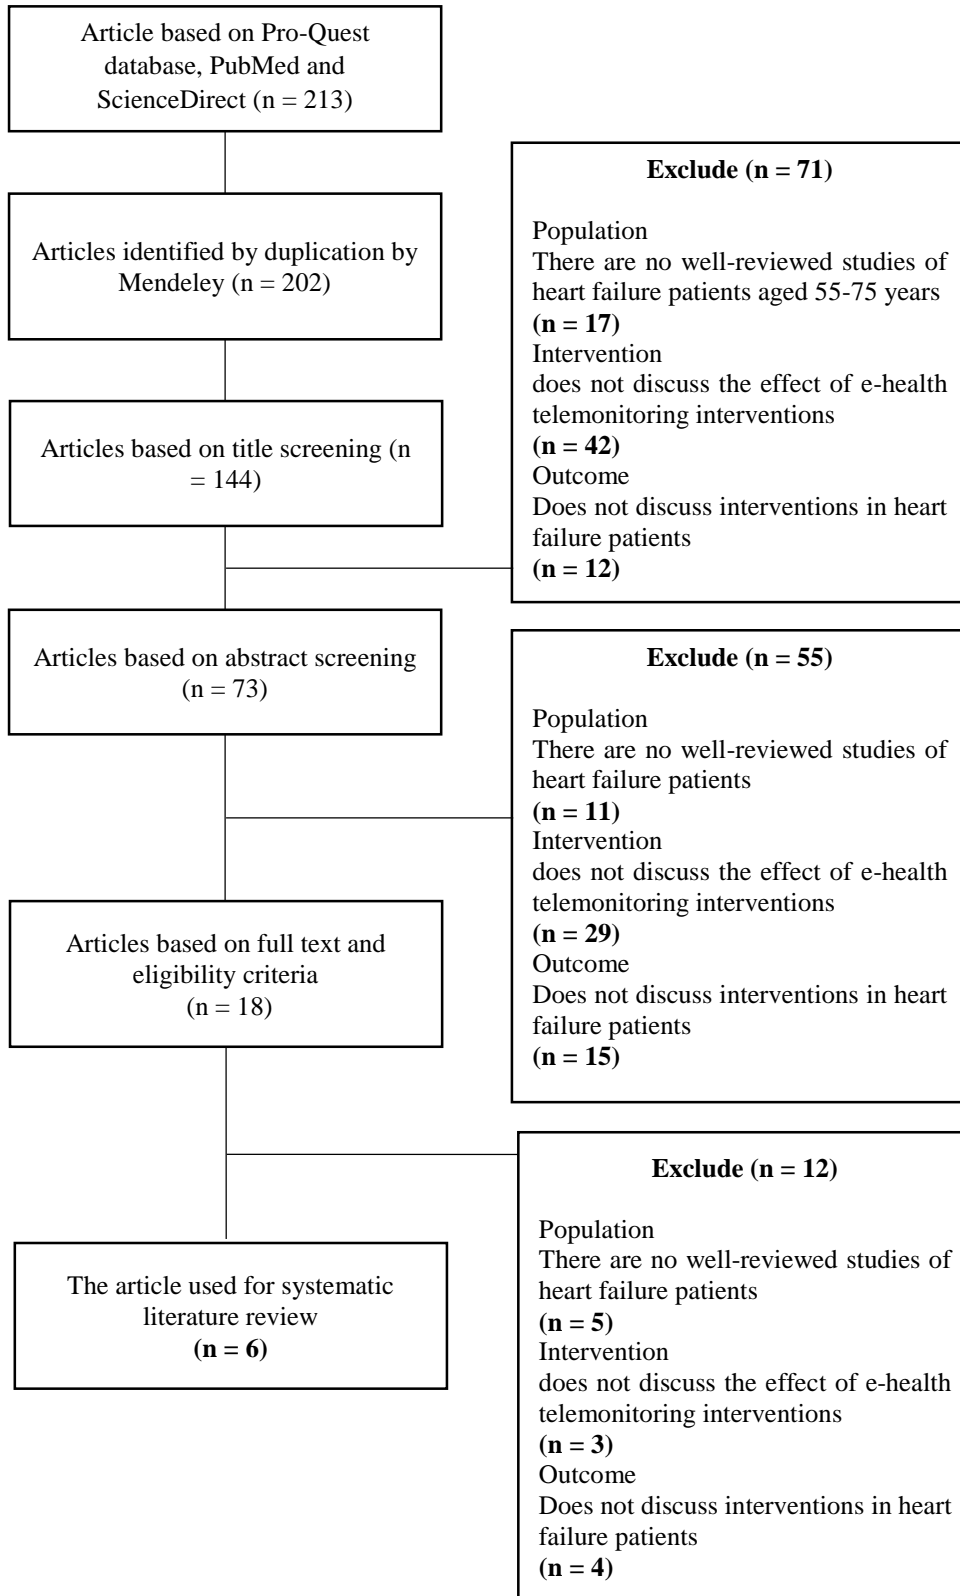 Article based on Pro-Quest
database, PubMed and
ScienceDirect (n = 213)
Articles identified by duplication by
Mendeley (n = 202)
Articles based on title screening (n
= 144)
Exclude (n = 71)
Population
There are no well-reviewed studies of
heart failure patients aged 55-75 years
(n = 17)
Intervention
does not discuss the effect of e-health
telemonitoring interventions
(n = 42)
Outcome
Does not discuss interventions in heart
failure patients
(n = 12)
Articles based on abstract screening
(n = 73)
Exclude (n = 55)
Population
There are no well-reviewed studies of
heart failure patients
(n = 11)
Intervention
does not discuss the effect of e-health
telemonitoring interventions
(n = 29)
Outcome
Does not discuss interventions in heart
failure patients
(n = 15)
Articles based on full text and
eligibility criteria
(n = 18)
Exclude (n = 12)
Population
There are no well-reviewed studies of
heart failure patients
(n = 5)
Intervention
does not discuss the effect of e-health
telemonitoring interventions
(n = 3)
Outcome
Does not discuss interventions in heart
failure patients
(n = 4)
The article used for systematic
literature review
(n = 6)